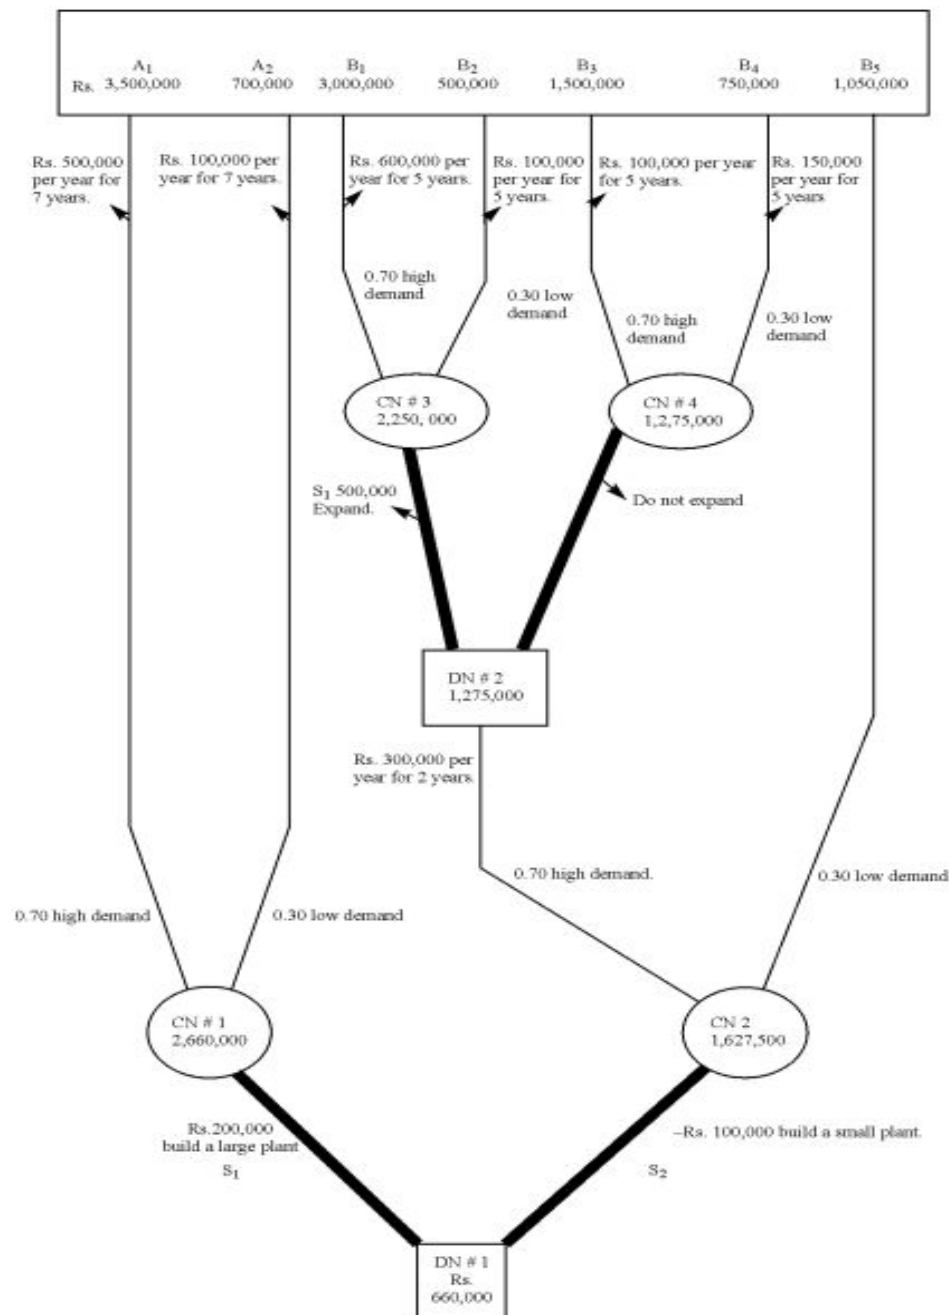 A1 A2 B1 B2 B3 B4 B5
Rs. 3,500,000 700,000 3,000,000 500,000 1,500,000 750,000 1,050,000
Rs. 500,000
per year for
7 years.
Rs. 100,000 per
year for 7 years.
Rs. 600,000 per
year for 5 years.
Rs. 100,000
per year for
5 years.
Rs. 100,000 per year
for 5 years.
Rs. 150,000
per year for
5 years
0.70 high
demand
0.30 low
demand
0.70 high
demand
0.30 low
demand
CN # 3
2,250, 000
CN # 4
1,2,75,000
S1 500,000
Expand.
Do not expand
DN # 2
1,275,000
Rs. 300,000 per
year for 2 years.
0.70 high demand
0.30 low demand
0.70 high demand.
0.30 low demand
CN # 1
2,660,000
CN 2
1,627,500
Rs.200,000
build a large plant
S1
–Rs. 100,000 build a small plant.
S2
DN # 1
Rs.
660,000